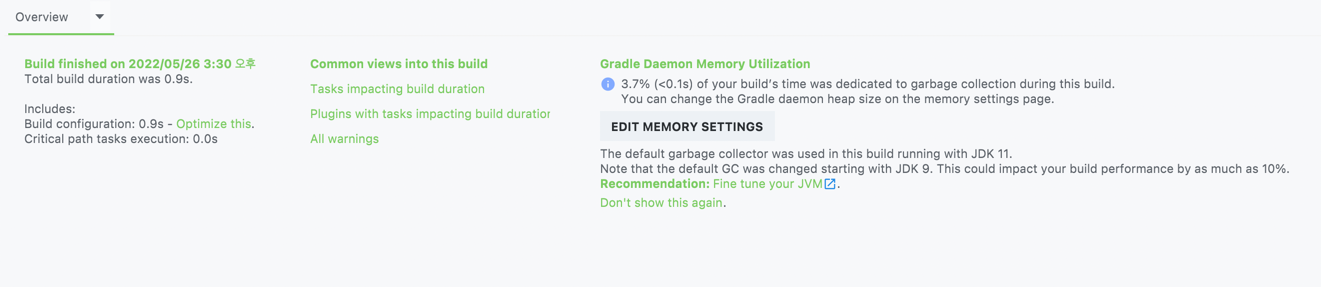 Overview
Build finished on 2022/05/26 3:30 오후
Total build duration was 0.9s.
Includes:
Build configuration: 0.9s - Optimize this.
Critical path tasks execution: 0.0s
Common views into this build
Tasks impacting build duration
Plugins with tasks impacting build duration
All warnings
Gradle Daemon Memory Utilization
3.7% (<0.1s) of your build's time was dedicated to garbage collection during this build.
You can change the Gradle daemon heap size on the memory settings page.
EDIT MEMORY SETTINGS
The default garbage collector was used in this build running with JDK 11.
Note that the default GC was changed starting with JDK 9. This could impact your build performance by as much as 10%.
Recommendation: Fine tune your JVM.
Don't show this again.